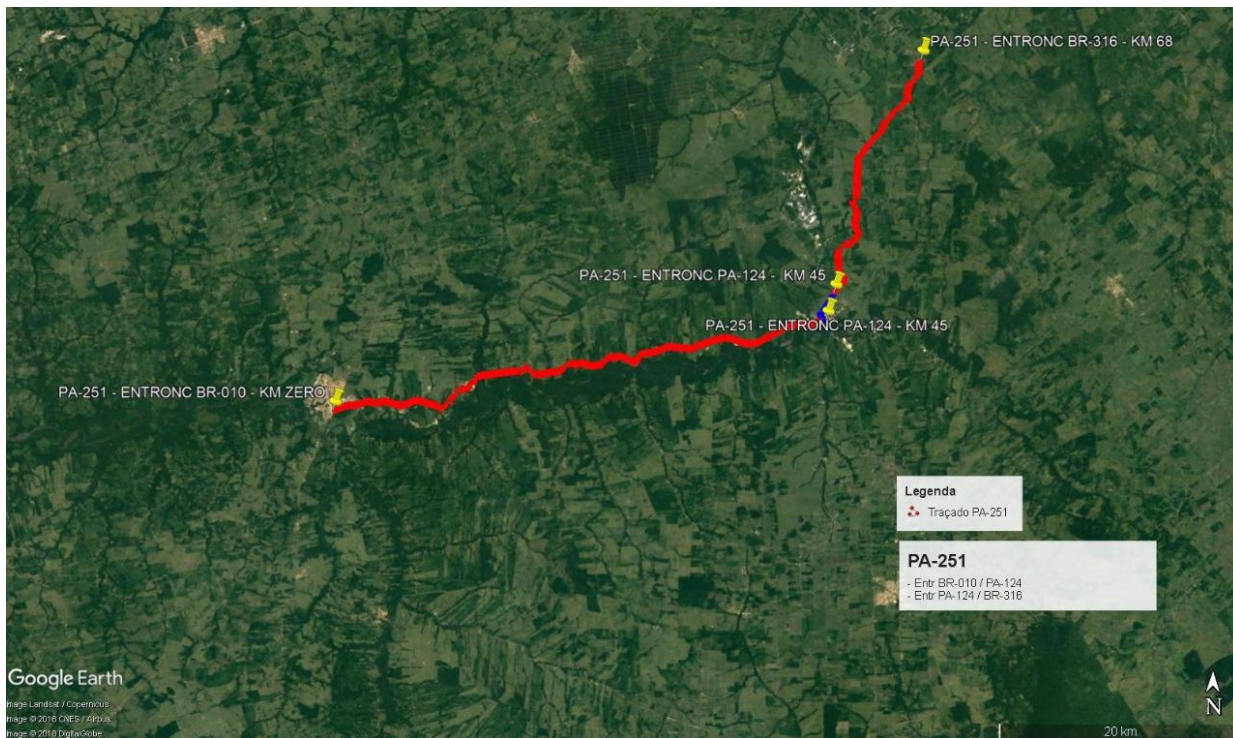 PA-251 - ENTRONC BR-316 - KM 68
PA-251 - ENTRONC PA-124 - KM 45
PA-251 - ENTRONC PA-124 - KM 45
PA-251 - ENTRONC BR-010 - KM ZERO
Legenda
Traçado PA-251
PA-251
- Entr BR-010 / PA-124
- Entr PA-124 / BR-316
Google Earth
Image Landsat / Copernicus
Image © 2018 CNES / Airbus
Image © 2018 DigitalGlobe
N
20 km